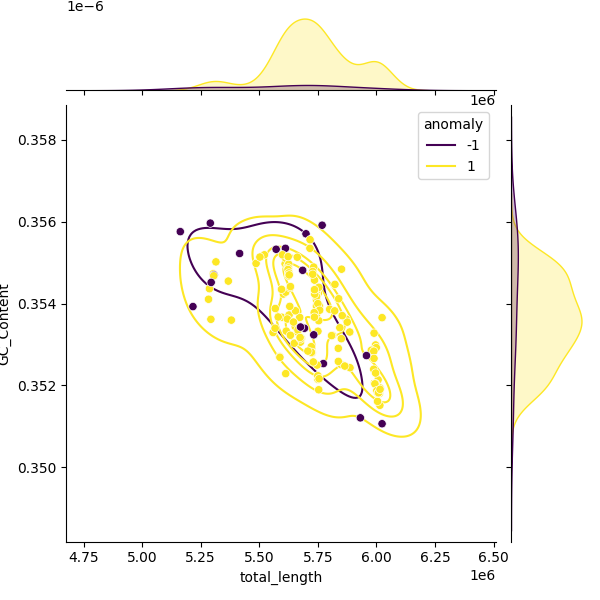 1e−6
1e6
anomaly
-1
1
0.358
0.356
0.354
0.352
0.350
GC_Content
4.75 5.00 5.25 5.50 5.75 6.00 6.25 6.50
total_length
1e6